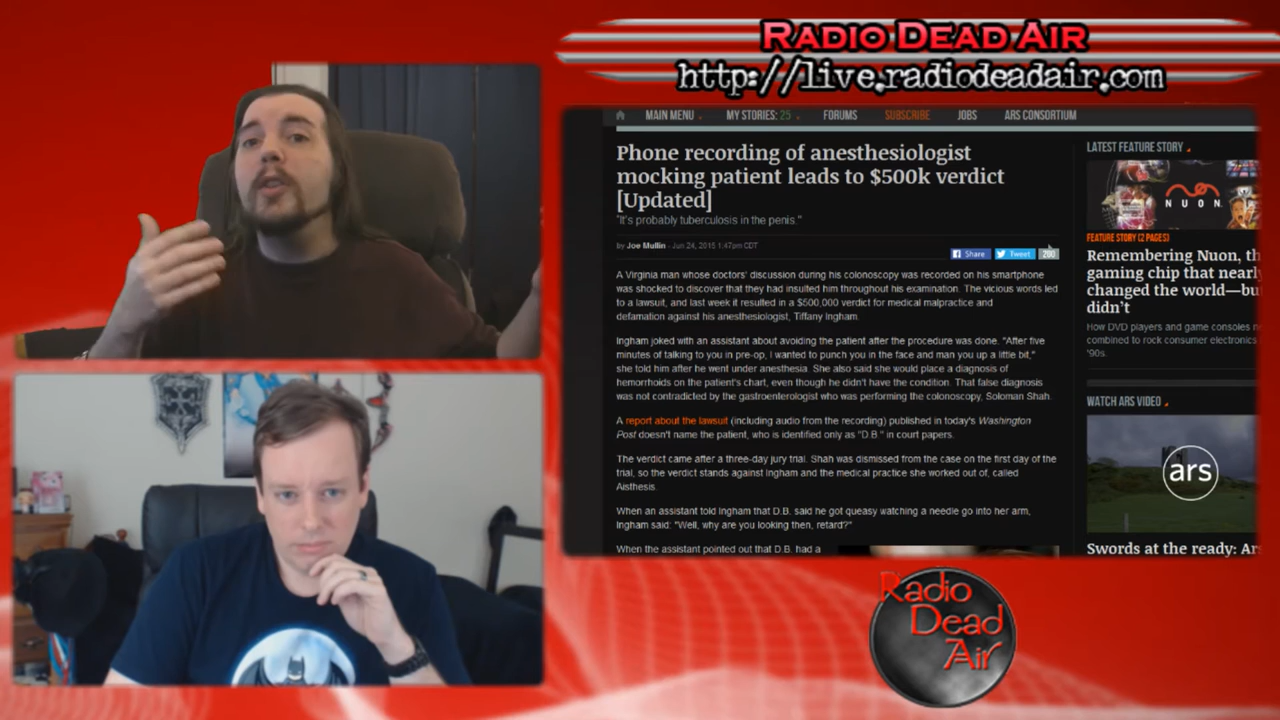 RADIO DEAD AIR
http://live.radiodeadair.com
MAIN MENU
MY STORIES: 25
FORUMS
SUBSCRIBE
JOBS
ARS CONSORTIUM
Phone recording of anesthesiologist
mocking patient leads to $500k verdict
[Updated]
"It's probably tuberculosis in the penis."
by Joe Mullin - Jun 24, 2015 1:47pm CDT
Share
Tweet
280
A Virginia man whose doctors' discussion during his colonoscopy was recorded on his smartphone
was shocked to discover that they had insulted him throughout his examination. The vicious words led
to a lawsuit, and last week it resulted in a $500,000 verdict for medical malpractice and
defamation against his anesthesiologist, Tiffany Ingham.
Ingham joked with an assistant about avoiding the patient after the procedure was done. "After five
minutes of talking to you in pre-op, I wanted to punch you in the face and man you up a little bit,"
she told him after he went under anesthesia. She also said she would place a diagnosis of
hemorrhoids on the patient's chart, even though he didn't have the condition. That false diagnosis
was not contradicted by the gastroenterologist who was performing the colonoscopy, Soloman Shah.
A report about the lawsuit (including audio from the recording) published in today's Washington
Post doesn't name the patient, who is identified only as "D.B." in court papers.
The verdict came after a three-day jury trial. Shah was dismissed from the case on the first day of the
trial, so the verdict stands against Ingham and the medical practice she worked out of, called
Aisthesis.
When an assistant told Ingham that D.B. said he got queasy watching a needle go into her arm,
Ingham said: "Well, why are you looking then, retard?"
When the assistant pointed out that D.B. had a
LATEST FEATURE STORY
NUON
FEATURE STORY (2 PAGES)
Remembering Nuon, th
gaming chip that nearl
changed the world—bu
didn't
How DVD players and game consoles
combined to rock consumer electronics
'90s.
WATCH ARS VIDEO
ars
Swords at the ready: Ar
Radio
Dead
Air